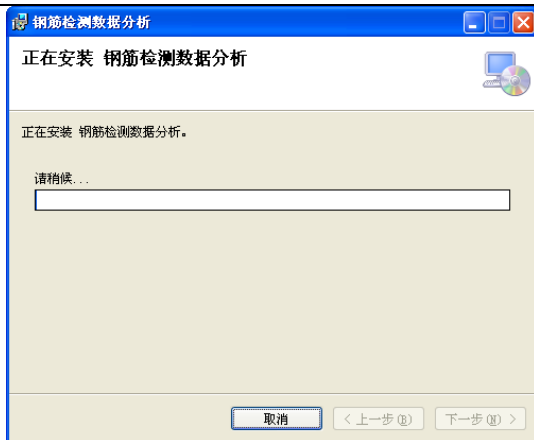 钢筋检测数据分析
正在安装 钢筋检测数据分析
正在安装 钢筋检测数据分析。
请稍候...
取消
< 上一步(B)
下一步(N) >